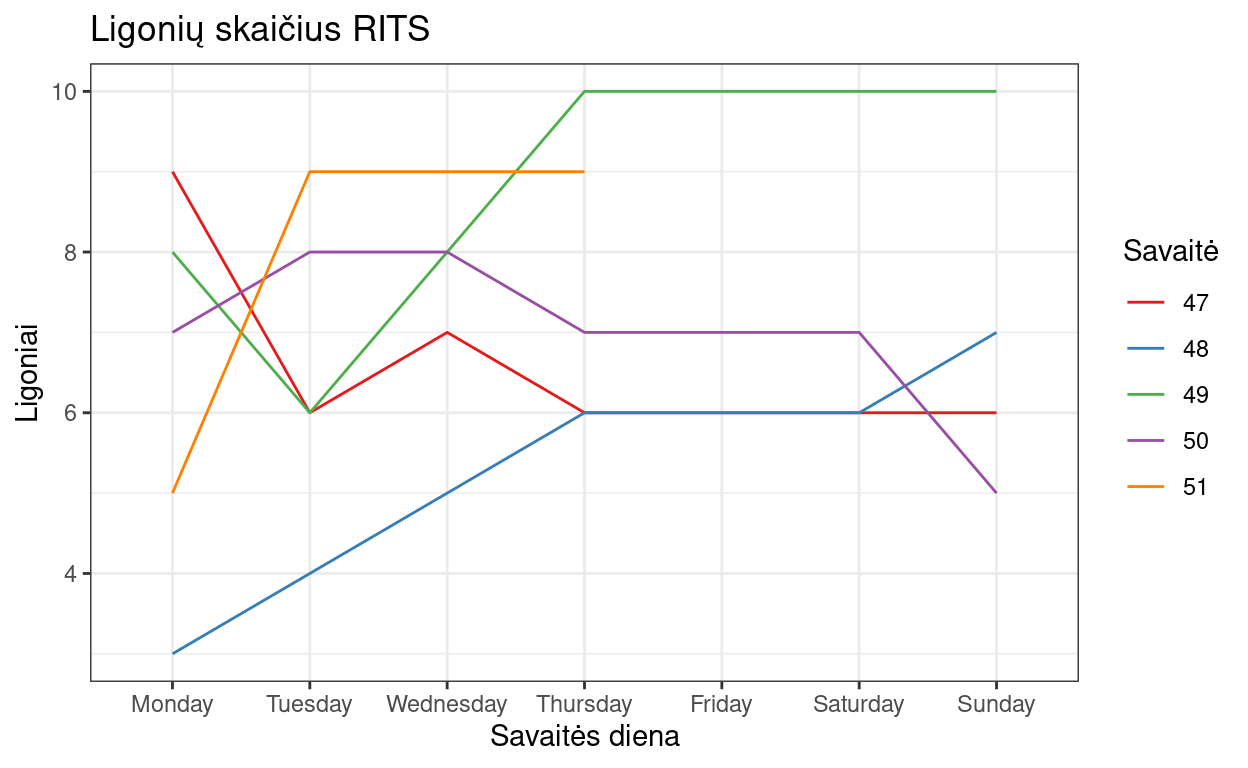 Ligonių skaičius RITS
Ligoniai
10
8
6
4
Monday Tuesday Wednesday Thursday Friday Saturday Sunday
Savaitės diena
Savaitė
47
48
49
50
51